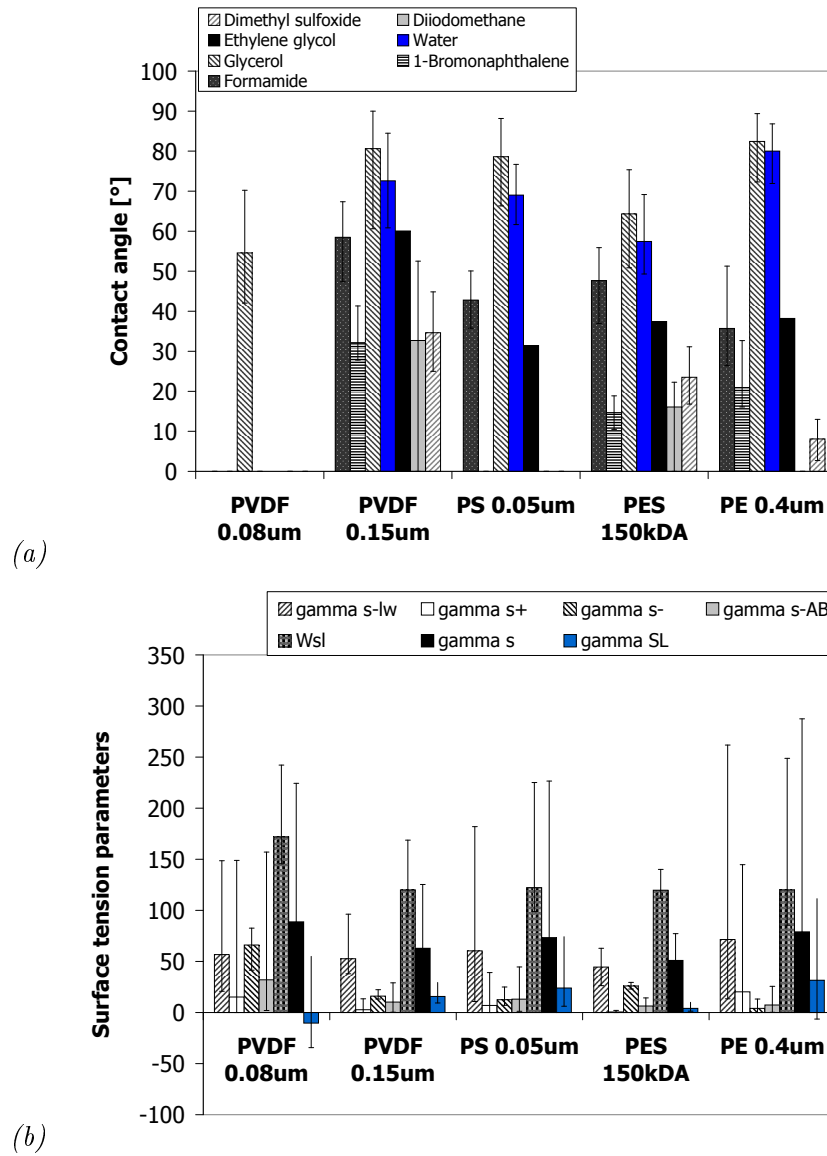 Dimethyl sulfoxide Diiodomethane
Ethylene glycol Water
Glycerol 1-Bromonaphthalene
Formamide
Contact angle [°]
100
90
80
70
60
50
40
30
20
10
0
PVDF PVDF PS 0.05um PES PE 0.4um
0.08um 0.15um 150kDA
(a)
gamma s-lw gamma s+ gamma s- gamma s-AB
Wsl gamma s gamma SL
Surface tension parameters
350
300
250
200
150
100
50
0
-50
-100
PVDF PVDF PS 0.05um PES PE 0.4um
0.08um 0.15um 150kDA
(b)